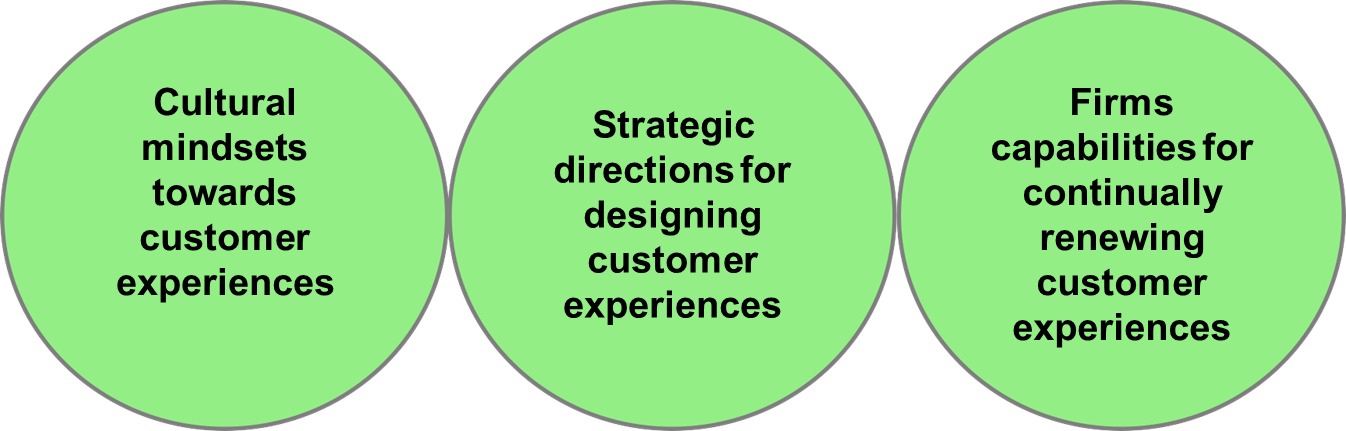 Cultural
mindsets
towards
customer
experiences
Strategic
directions for
designing
customer
experiences
Firms
capabilities for
continually
renewing
customer
experiences